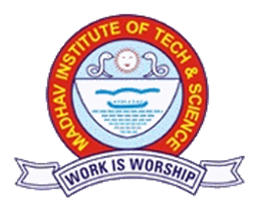 MADHAV INSTITUTE OF TECH & SCIENCE
WORK IS WORSHIP